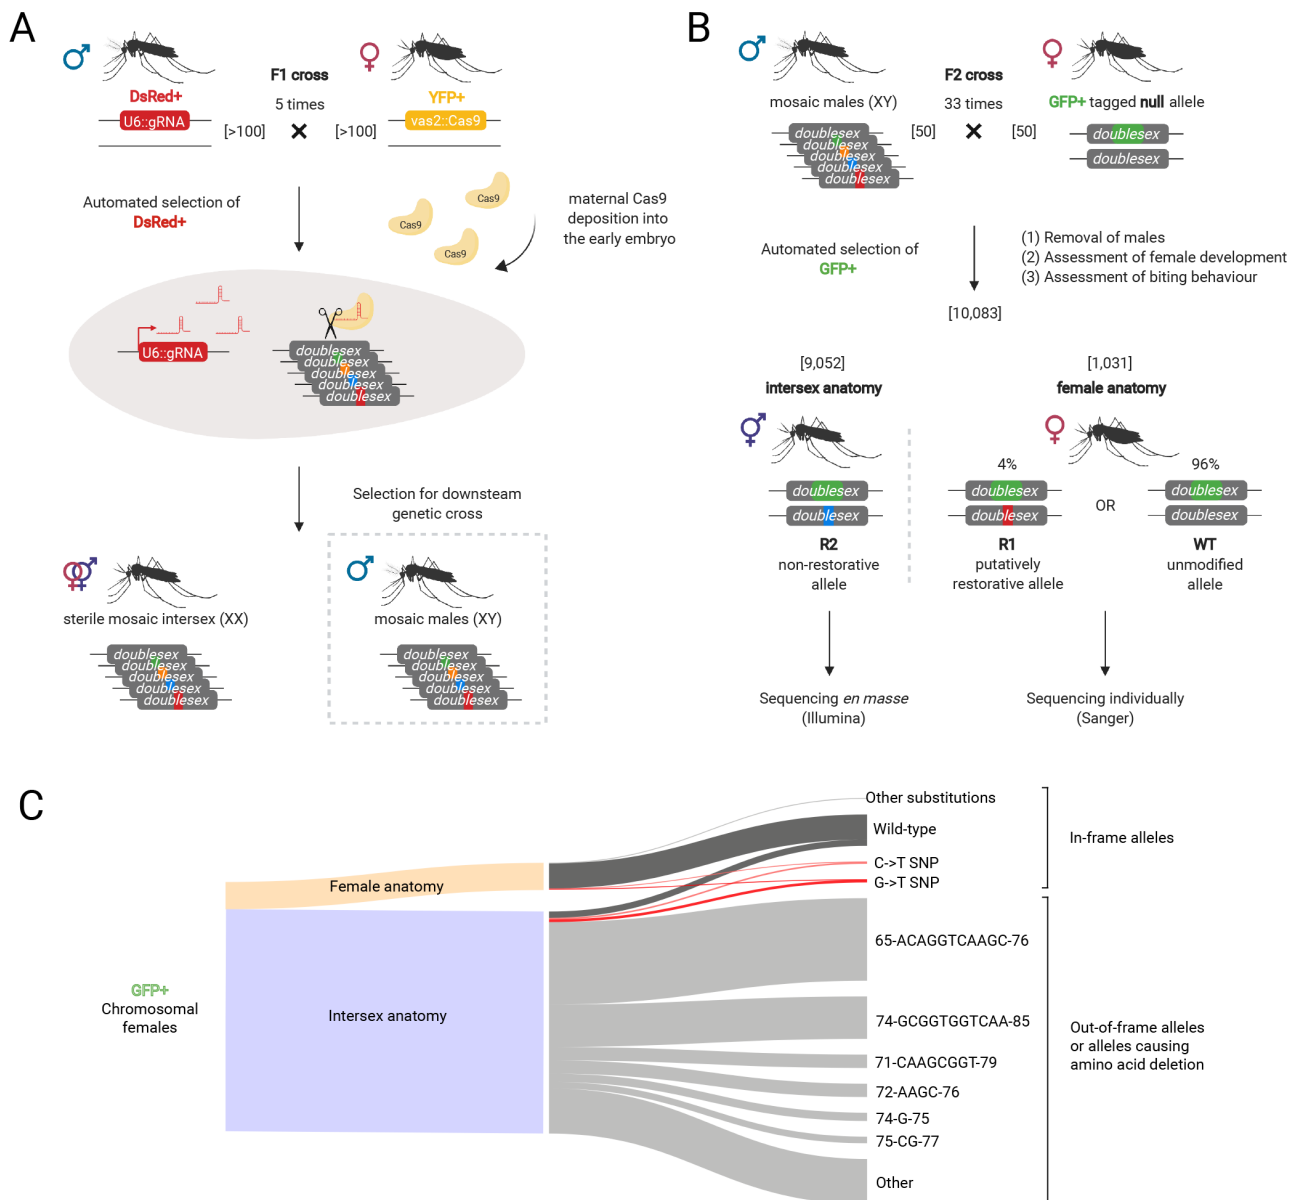 A
F1 cross
DsRed+
YFP+
5 times
U6::gRNA
[>100]
[>100]
vas2::Cas9
Automated selection of
DsRed+
Cas9
Cas9
Cas9
maternal Cas9
deposition into
the early embryo
U6::gRNA
doublesex
doublesex
doublesex
doublesex
doublesex
Selection for downsteam
genetic cross
sterile mosaic intersex (XX)
doublesex
doublesex
doublesex
doublesex
doublesex
mosaic males (XY)
doublesex
doublesex
doublesex
doublesex
doublesex
B
F2 cross
mosaic males (XY)
33 times
GFP+ tagged null allele
doublesex
doublesex
doublesex
doublesex
doublesex
[50]
[50]
doublesex
doublesex
Automated selection of
GFP+
(1) Removal of males
(2) Assessment of female development
(3) Assessment of biting behaviour
[10,083]
[9,052]
intersex anatomy
[1,031]
female anatomy
4%
96%
doublesex
doublesex
R2
non-restorative
allele
doublesex
doublesex
R1
putatively
restorative allele
OR
doublesex
doublesex
WT
unmodified
allele
Sequencing en masse
(Illumina)
Sequencing individually
(Sanger)
C
GFP+
Chromosomal
females
Female anatomy
Intersex anatomy
Other substitutions
Wild-type
C->T SNP
G->T SNP
65-ACAGGTCAAGC-76
74-GCGGTGGTCAA-85
71-CAAGCGGT-79
72-AAGC-76
74-G-75
75-CG-77
Other
In-frame alleles
Out-of-frame alleles
or alleles causing
amino acid deletion